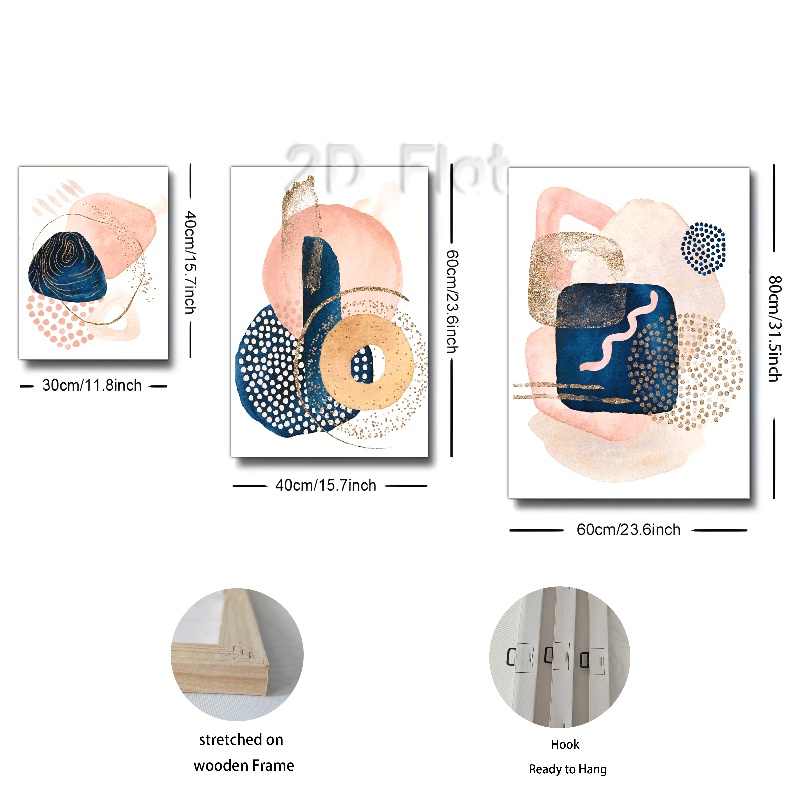 2D Flat
40cm/15.7inch
60cm/23.6inch
80cm/31.5inch
30cm/11.8inch
40cm/15.7inch
60cm/23.6inch
stretched on
wooden Frame
Hook
Ready to Hang